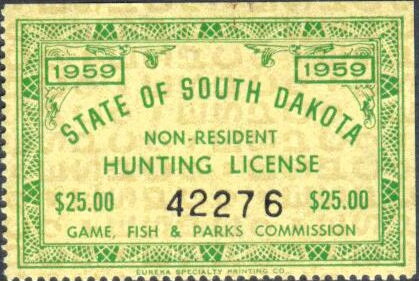 1959 1959
STATE OF SOUTH DAKOTA
NON-RESIDENT
HUNTING LICENSE
$25.00 42276 $25.00
GAME, FISH & PARKS COMMISSION
EUREKA SPECIALTY PRINTING CO.